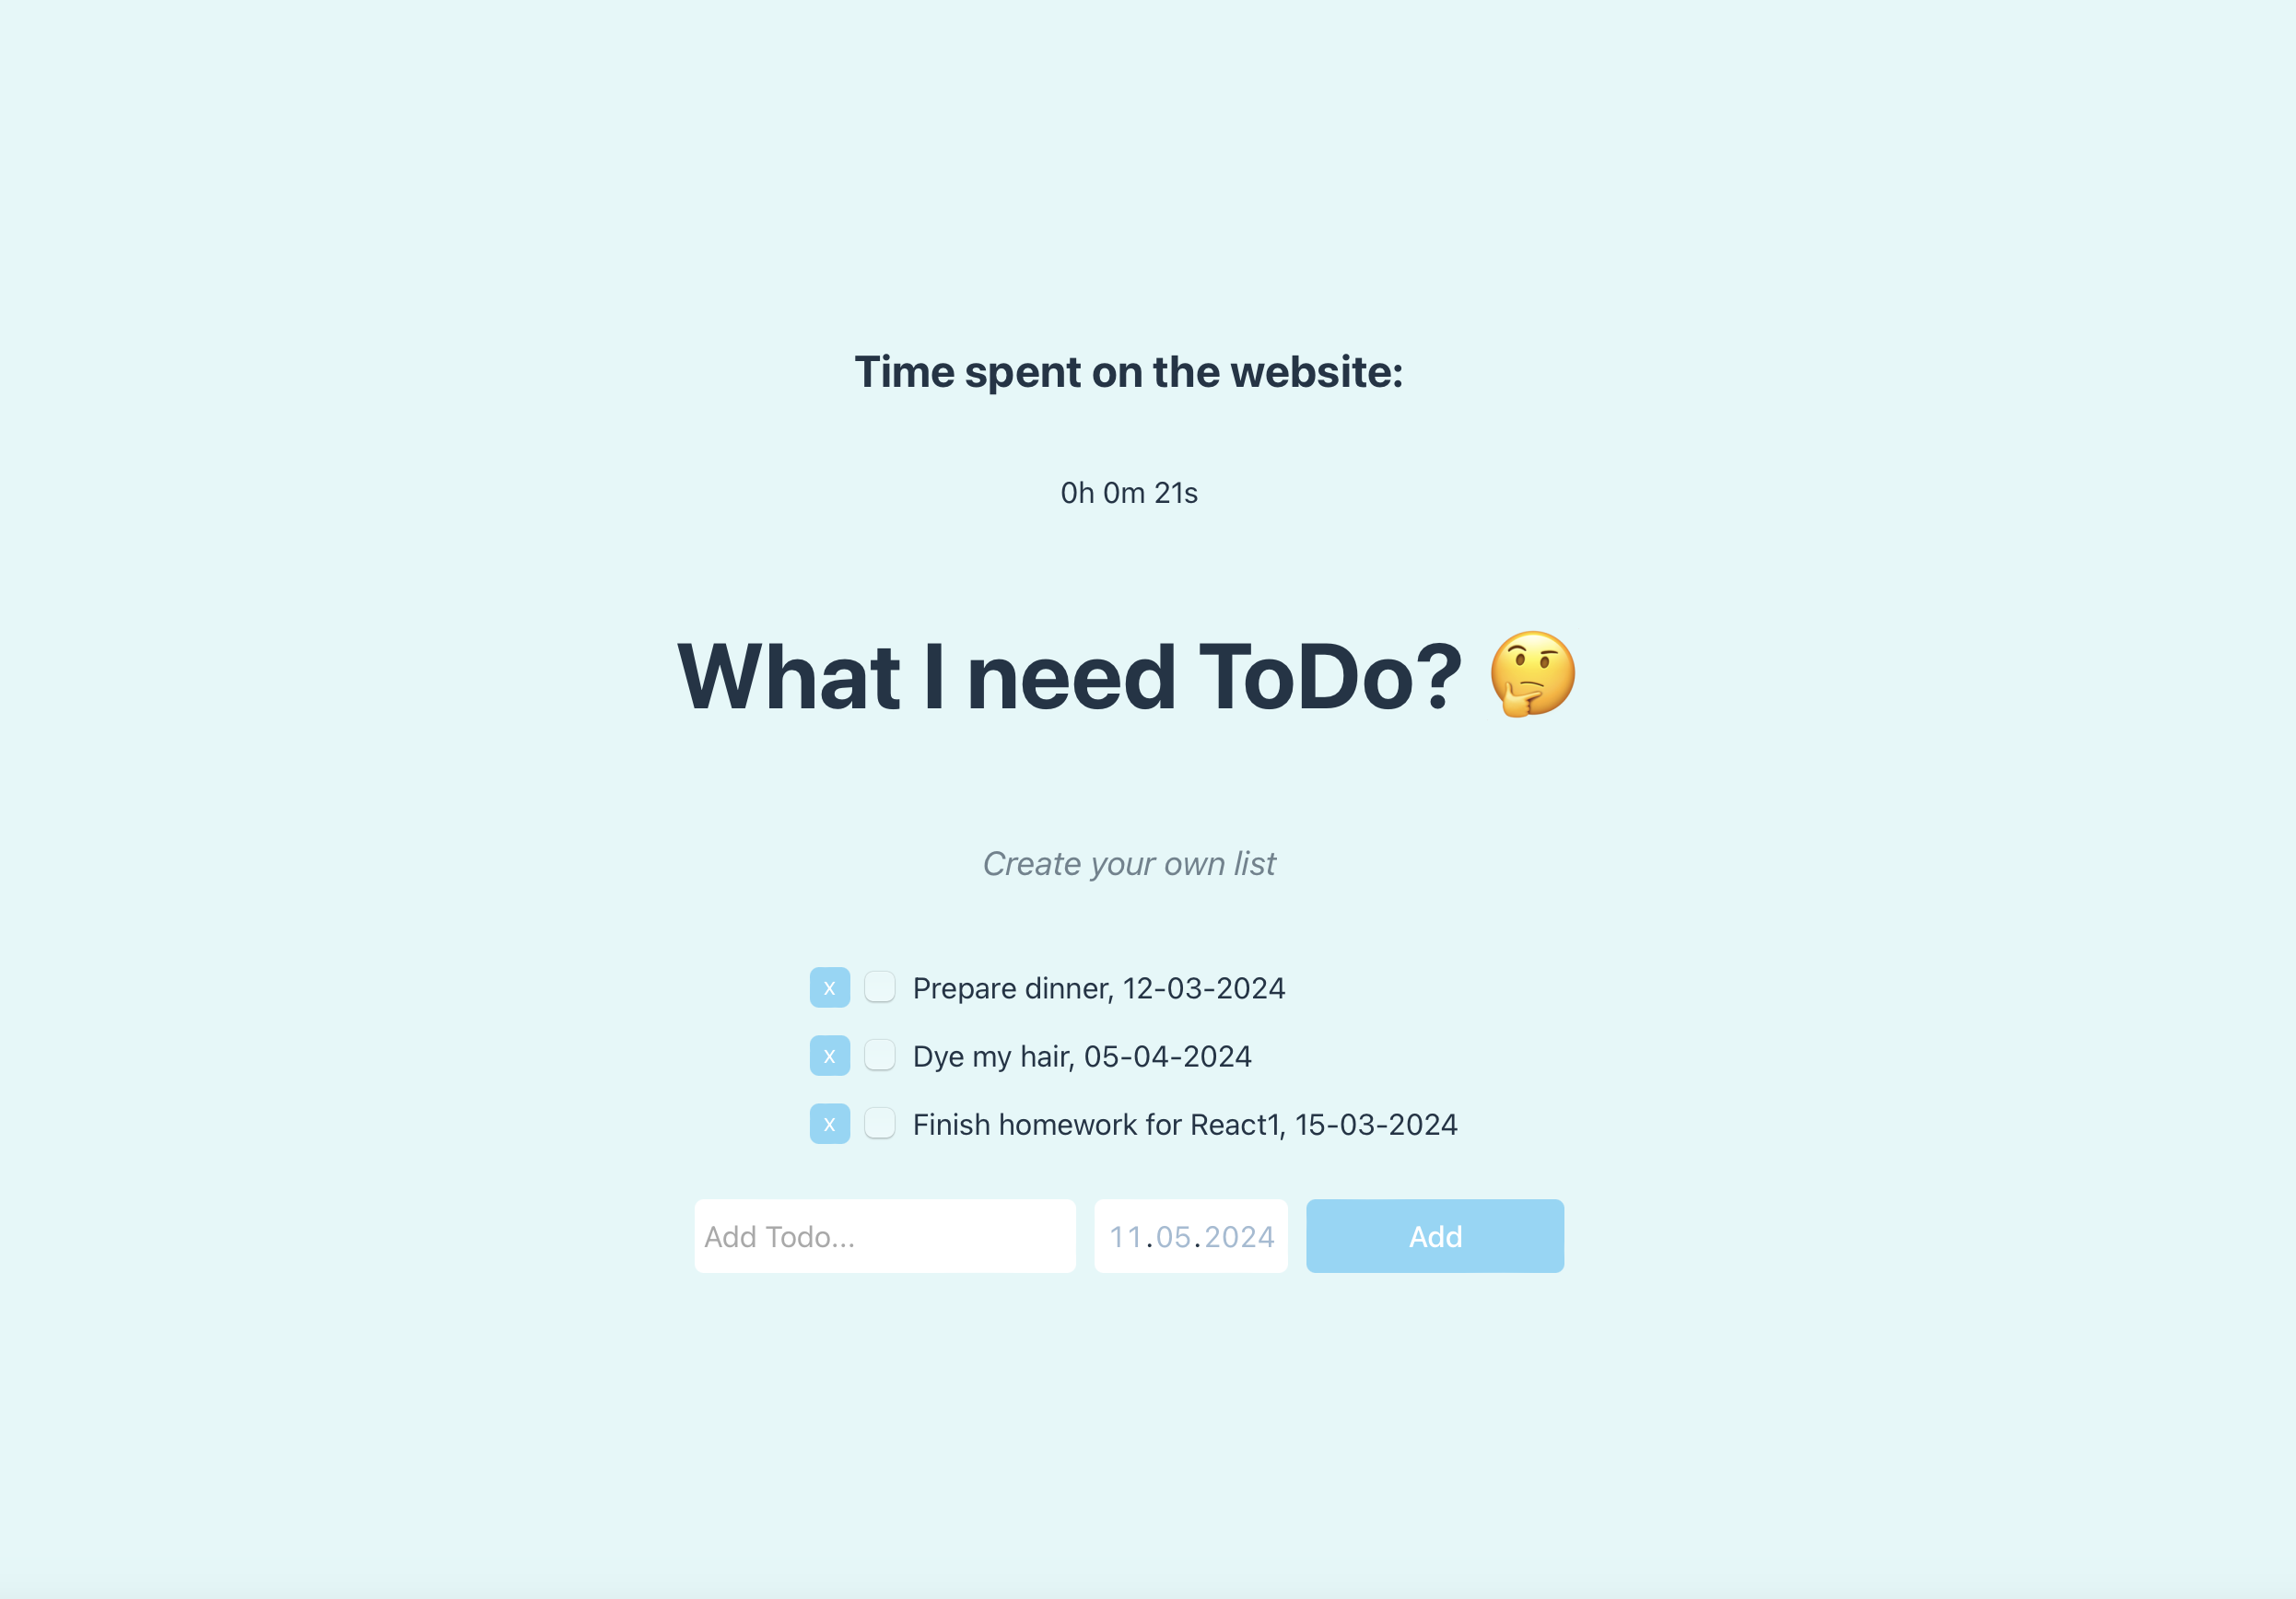 Time spent on the website:
0h 0m 21s
What I need ToDo? 🤔
Create your own list
x Prepare dinner, 12-03-2024
x Dye my hair, 05-04-2024
x Finish homework for React1, 15-03-2024
Add Todo... 11.05.2024 Add